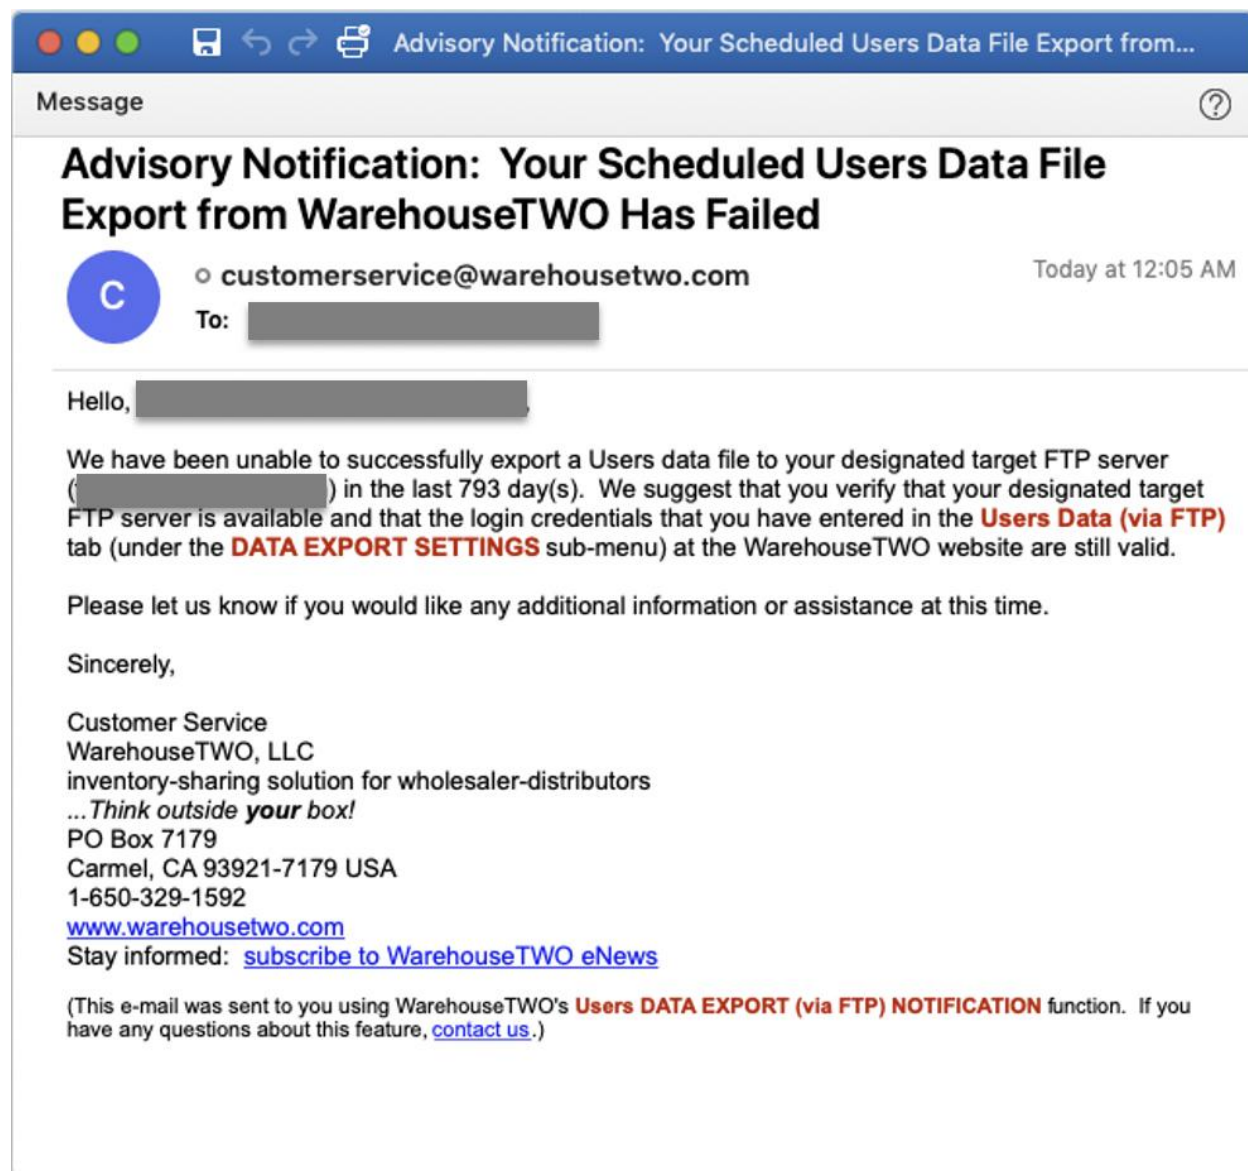 Advisory Notification:  Your Scheduled Users Data File Export from...
Message
Advisory Notification:  Your Scheduled Users Data File
Export from WarehouseTWO Has Failed
C
customerservice@warehousetwo.com
Today at 12:05 AM
To:
Hello,
We have been unable to successfully export a Users data file to your designated target FTP server
( ) in the last 793 day(s).  We suggest that you verify that your designated target
FTP server is available and that the login credentials that you have entered in the Users Data (via FTP)
tab (under the DATA EXPORT SETTINGS sub-menu) at the WarehouseTWO website are still valid.
Please let us know if you would like any additional information or assistance at this time.
Sincerely,
Customer Service
WarehouseTWO, LLC
inventory-sharing solution for wholesaler-distributors
...Think outside your box!
PO Box 7179
Carmel, CA 93921-7179 USA
1-650-329-1592
www.warehousetwo.com
Stay informed:  subscribe to WarehouseTWO eNews
(This e-mail was sent to you using WarehouseTWO's Users DATA EXPORT (via FTP) NOTIFICATION function.  If you
have any questions about this feature, contact us.)